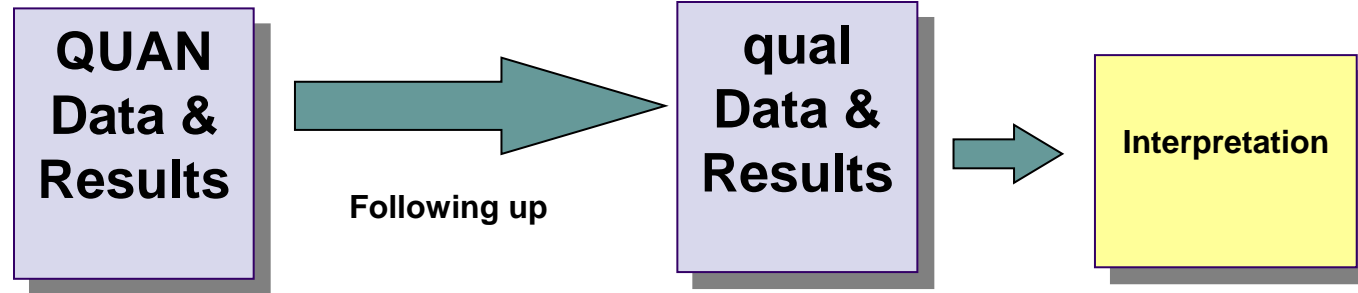 QUAN
Data &
Results
Following up
qual
Data &
Results
Interpretation